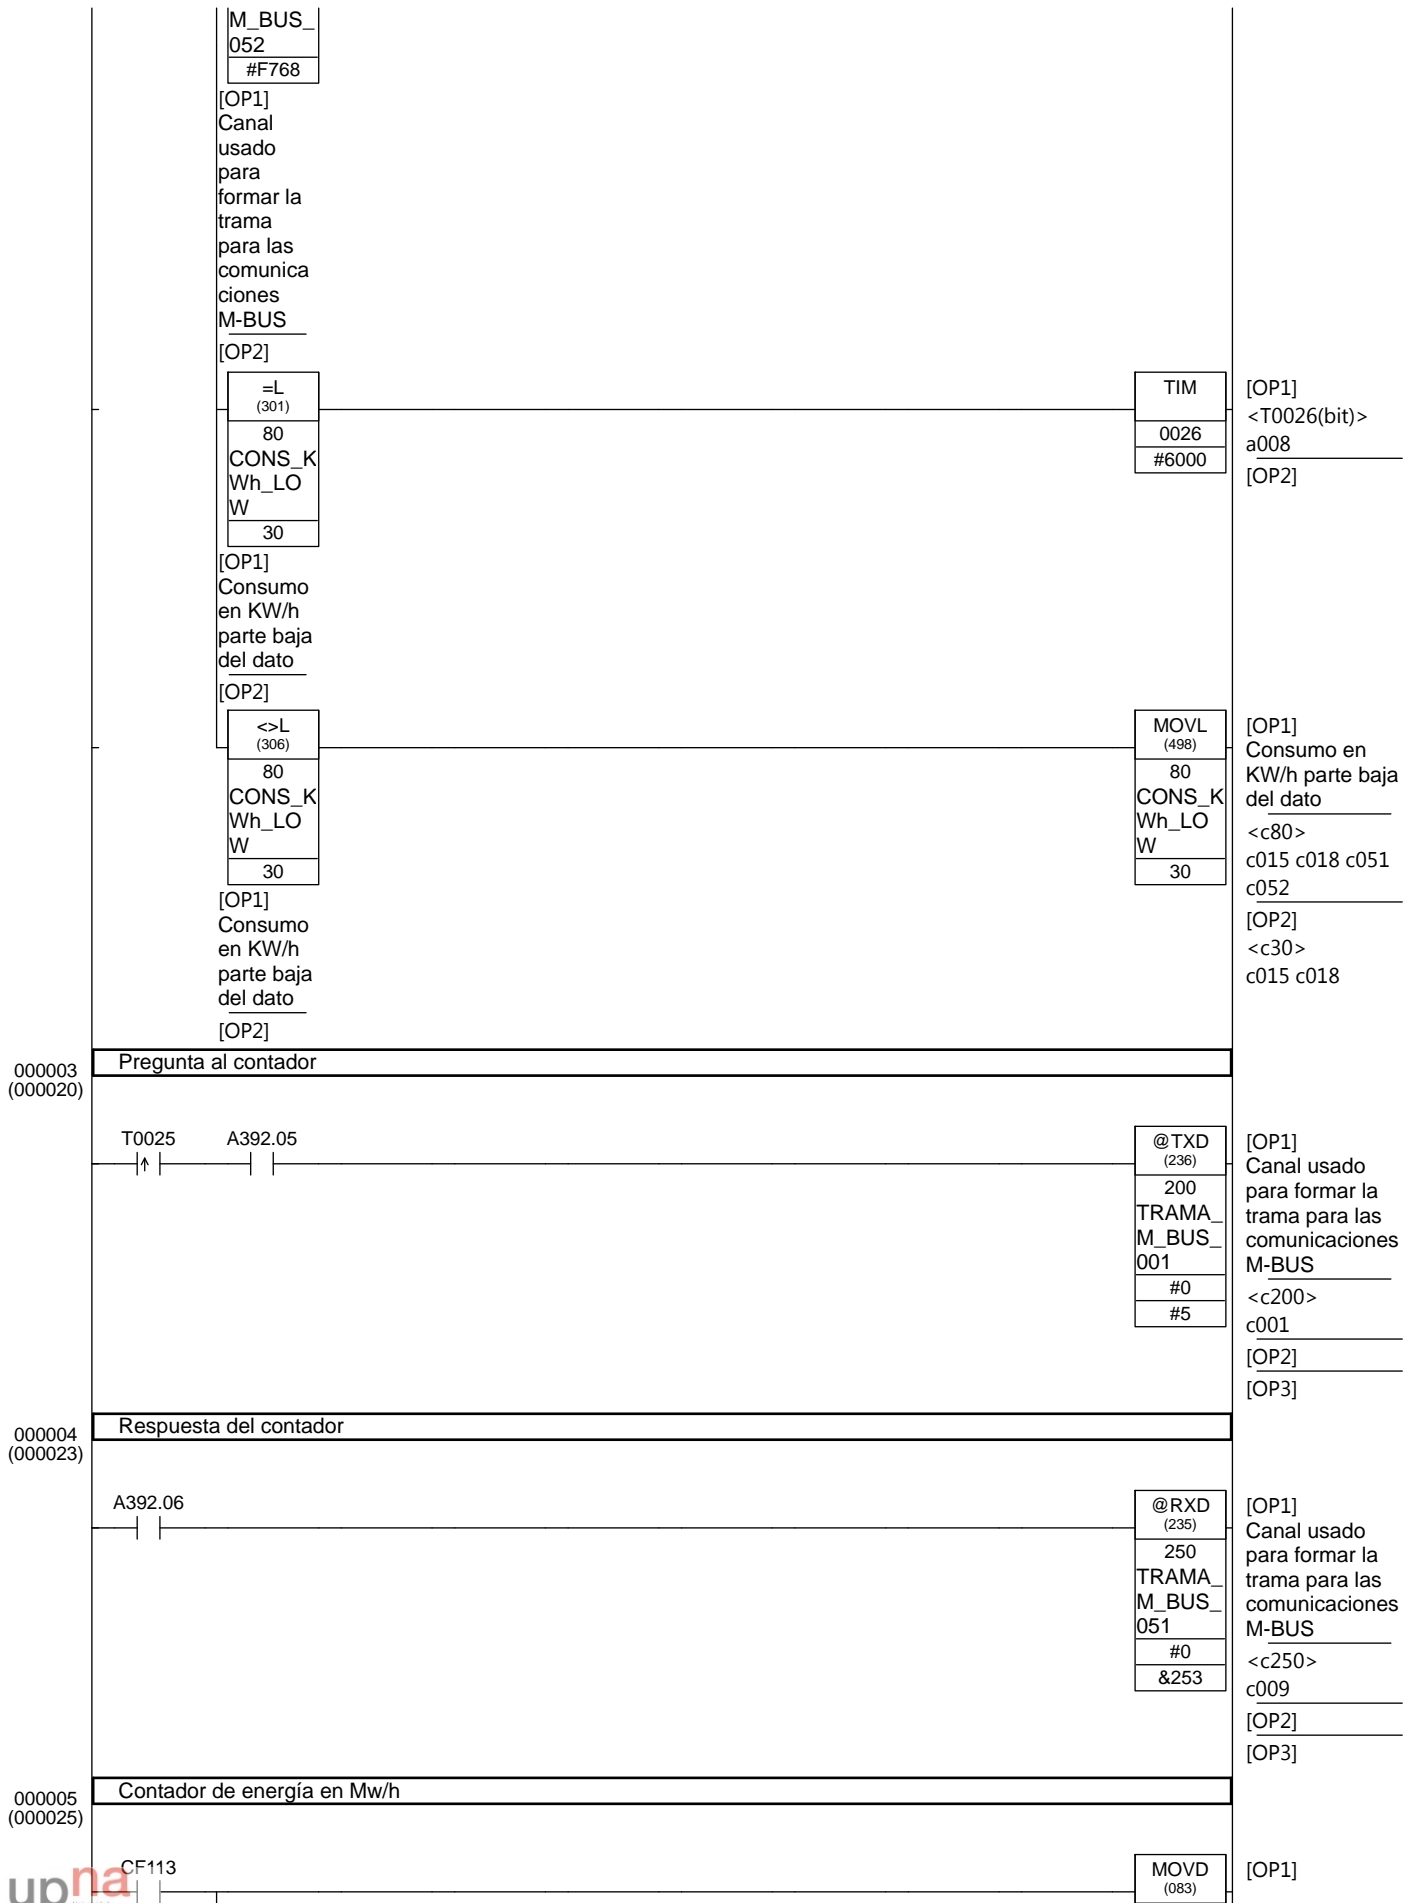 M_BUS_
052
#F768
[OP1]
Canal
usado
para
formar la
trama
para las
comunica
ciones
M-BUS
[OP2]
=L
(301)
80
CONS_K
Wh_LO
W
30
TIM
0026
#6000
[OP1]
<T0026(bit)>
a008
[OP2]
[OP1]
Consumo
en KW/h
parte baja
del dato
[OP2]
<>L
(306)
80
CONS_K
Wh_LO
W
30
MOVL
(498)
80
CONS_K
Wh_LO
W
30
[OP1]
Consumo en
KW/h parte baja
del dato
<c80>
c015 c018 c051
c052
[OP2]
<c30>
c015 c018
[OP1]
Consumo
en KW/h
parte baja
del dato
[OP2]
000003
(000020)
Pregunta al contador
T0025
A392.05
@TXD
(236)
200
TRAMA_
M_BUS_
001
#0
#5
[OP1]
Canal usado
para formar la
trama para las
comunicaciones
M-BUS
<c200>
c001
[OP2]
[OP3]
000004
(000023)
Respuesta del contador
A392.06
@RXD
(235)
250
TRAMA_
M_BUS_
051
#0
&253
[OP1]
Canal usado
para formar la
trama para las
comunicaciones
M-BUS
<c250>
c009
[OP2]
[OP3]
000005
(000025)
Contador de energía en Mw/h
CF113
MOVD
(083)
[OP1]
upna